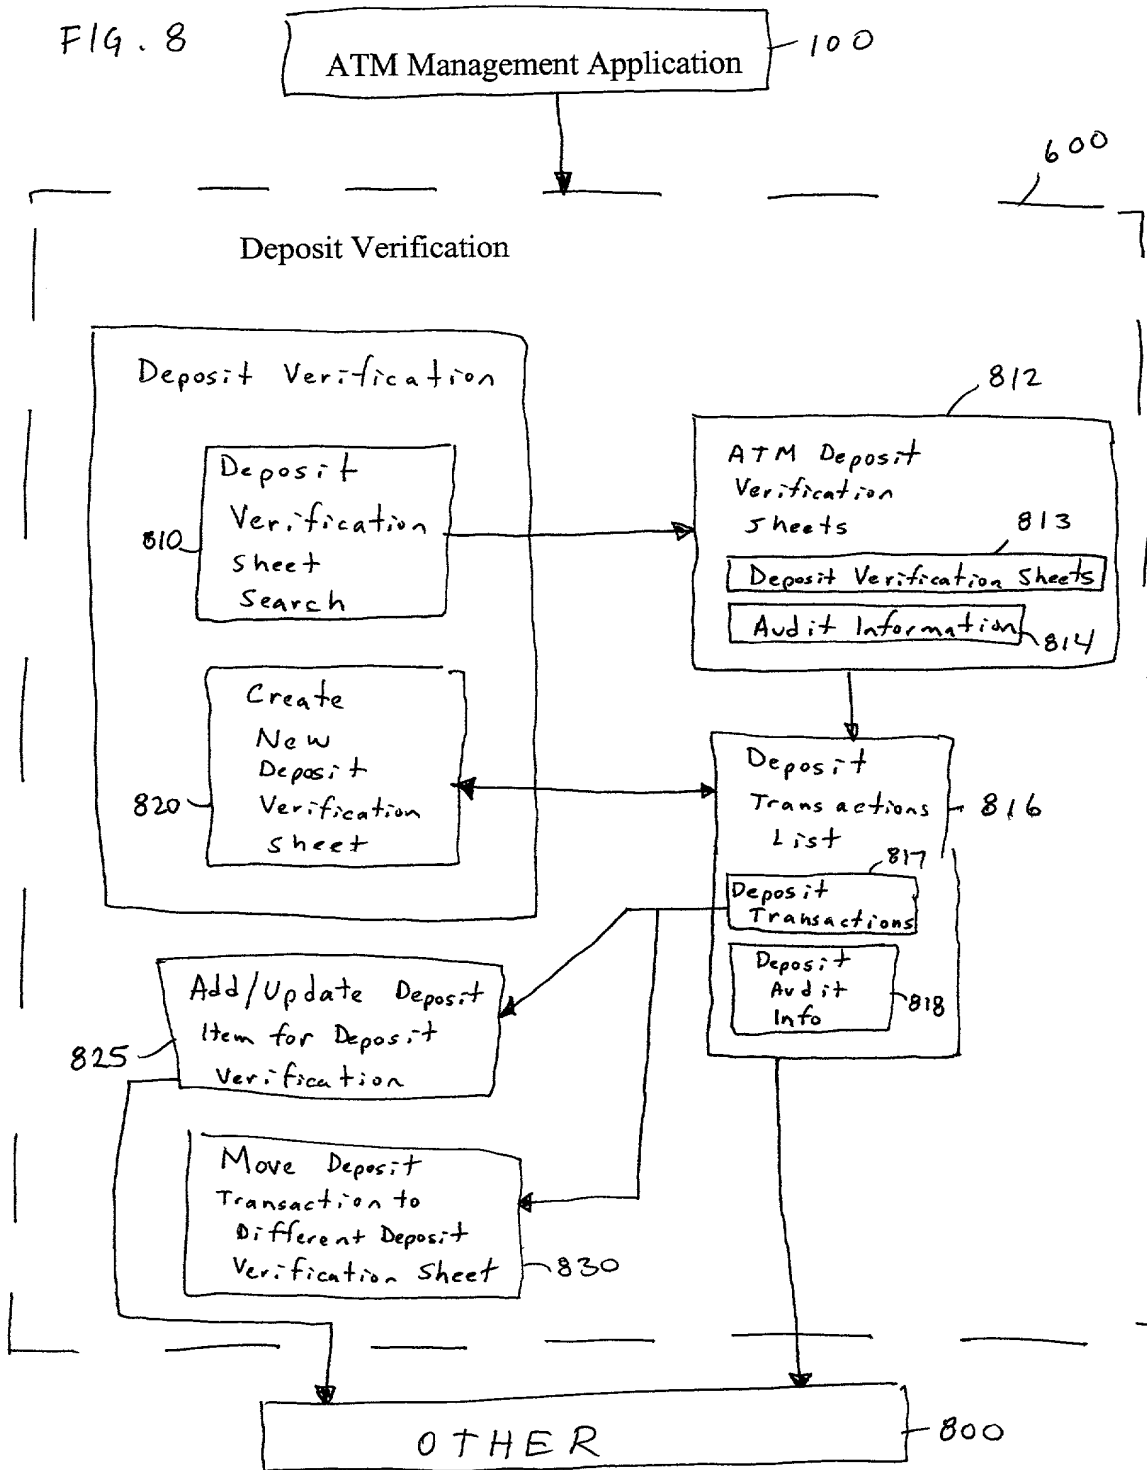 FIG. 8
100
ATM Management Application
600
Deposit Verification
Deposit Verification
812
Deposit
Verification
Sheet
Search
810
ATM Deposit
Verification
Sheets
813
Deposit Verification Sheets
Audit Information
814
Create
New
Deposit
Verification
Sheet
820
Deposit
Transactions
List
816
817
Deposit
Transactions
Deposit
Audit
Info
818
Add/Update Deposit
Item for Deposit
Verification
825
Move Deposit
Transaction to
Different Deposit
Verification Sheet
830
OTHER
800